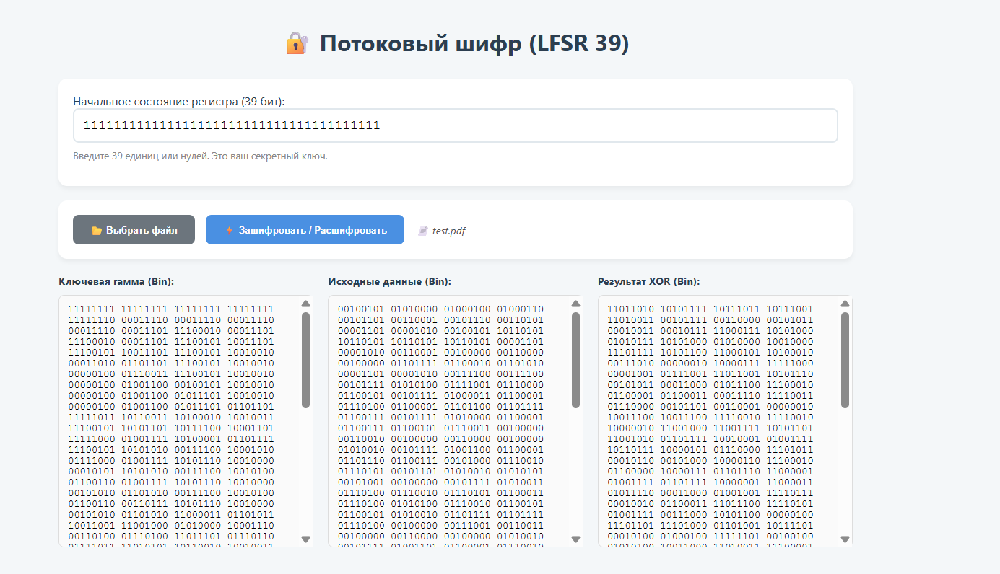 Потоковый шифр (LFSR 39)
Начальное состояние регистра (39 бит):
111111111111111111111111111111111111111
Введите 39 единиц или нулей. Это ваш секретный ключ.
Выбрать файл
Зашифровать / Расшифровать
test.pdf
Ключевая гамма (Bin):
11111111 11111111 11111111 11111111
11111110 00011110 00011110 00011110
00011110 00011101 11100010 00011101
11100010 00011101 11100101 10011101
11100101 10011101 11100101 10010010
00011010 01101101 11100101 10010010
00000100 01110011 11100101 10010010
00000100 01001100 00100101 10010010
00000100 01001100 01011101 10010010
00000100 01001100 01011101 01101101
11111011 10110011 10100010 10010011
11100101 10101101 10111100 10001101
11111000 01001111 10100001 01101111
11100101 10101010 00111100 10001010
01111000 01001111 10101110 10010000
00010101 10101010 00111100 10010100
01100110 01001111 10101110 10010000
00101010 01101010 00111100 10010100
01100110 00110111 10101110 10010000
00101010 01101010 11000011 01101011
10011001 11001000 01010000 10001110
00110100 01110100 11011101 01110110
Исходные данные (Bin):
00100101 01010000 01000100 01000110
00101101 00110001 00101110 00110101
00001101 00001010 00100101 10110101
10110101 10110101 10110101 00001101
00001010 00110001 00100000 00110000
00100000 01101111 01100010 01101010
00001101 00001010 00111100 00111100
00101111 01010100 01111001 01110000
01100101 00101111 01000011 01100001
01110100 01100001 01101100 01101111
01100111 00101111 01010000 01100001
01100111 01100101 01110011 00100000
00110010 00100000 00110000 00100000
01010010 00101111 01001100 01100001
01101110 01100111 00101000 01110010
01110101 00101101 01010010 01010101
00101001 00100000 00101111 01010011
01110100 01110010 01110101 01100011
01110100 01010100 01110010 01100101
01100101 01010010 01101111 01101111
01110100 00100000 00111001 00110011
00100000 00110000 00100000 01010010
Результат XOR (Bin):
11011010 10101111 10111011 10111001
11010011 00101111 00110000 00101011
00010011 00010111 11000111 10101000
01010111 10101000 01010000 10010000
11101111 10101100 11000101 10100010
00111010 00000010 10000111 11111000
00001001 01111001 11011001 10101110
00101011 00011000 01011100 11100010
01100001 01100011 00011110 11110011
01110000 00101101 00110001 00000010
10011100 10011100 11110010 11110010
10000010 11001000 11001111 10101101
11001010 01101111 10010001 01001111
10110111 10000101 01110000 11101011
00010110 00101000 10000110 11100010
01100000 10000111 01101110 11000001
01001111 01101111 10000001 11000011
01011110 00011000 01001001 11110111
00010010 01100011 11011100 11110101
01001111 00111000 10101100 00000100
11101101 11101000 01101001 10111101
00010100 01000100 11111101 00100100